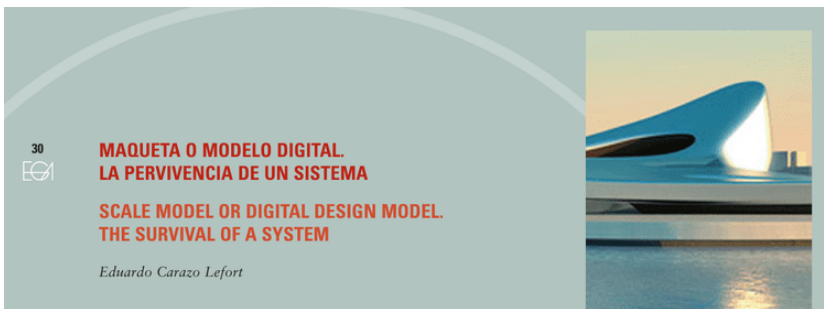 30
EGA
MAQUETA O MODELO DIGITAL.
LA PERVIVENCIA DE UN SISTEMA
SCALE MODEL OR DIGITAL DESIGN MODEL.
THE SURVIVAL OF A SYSTEM
Eduardo Carazo Lefort